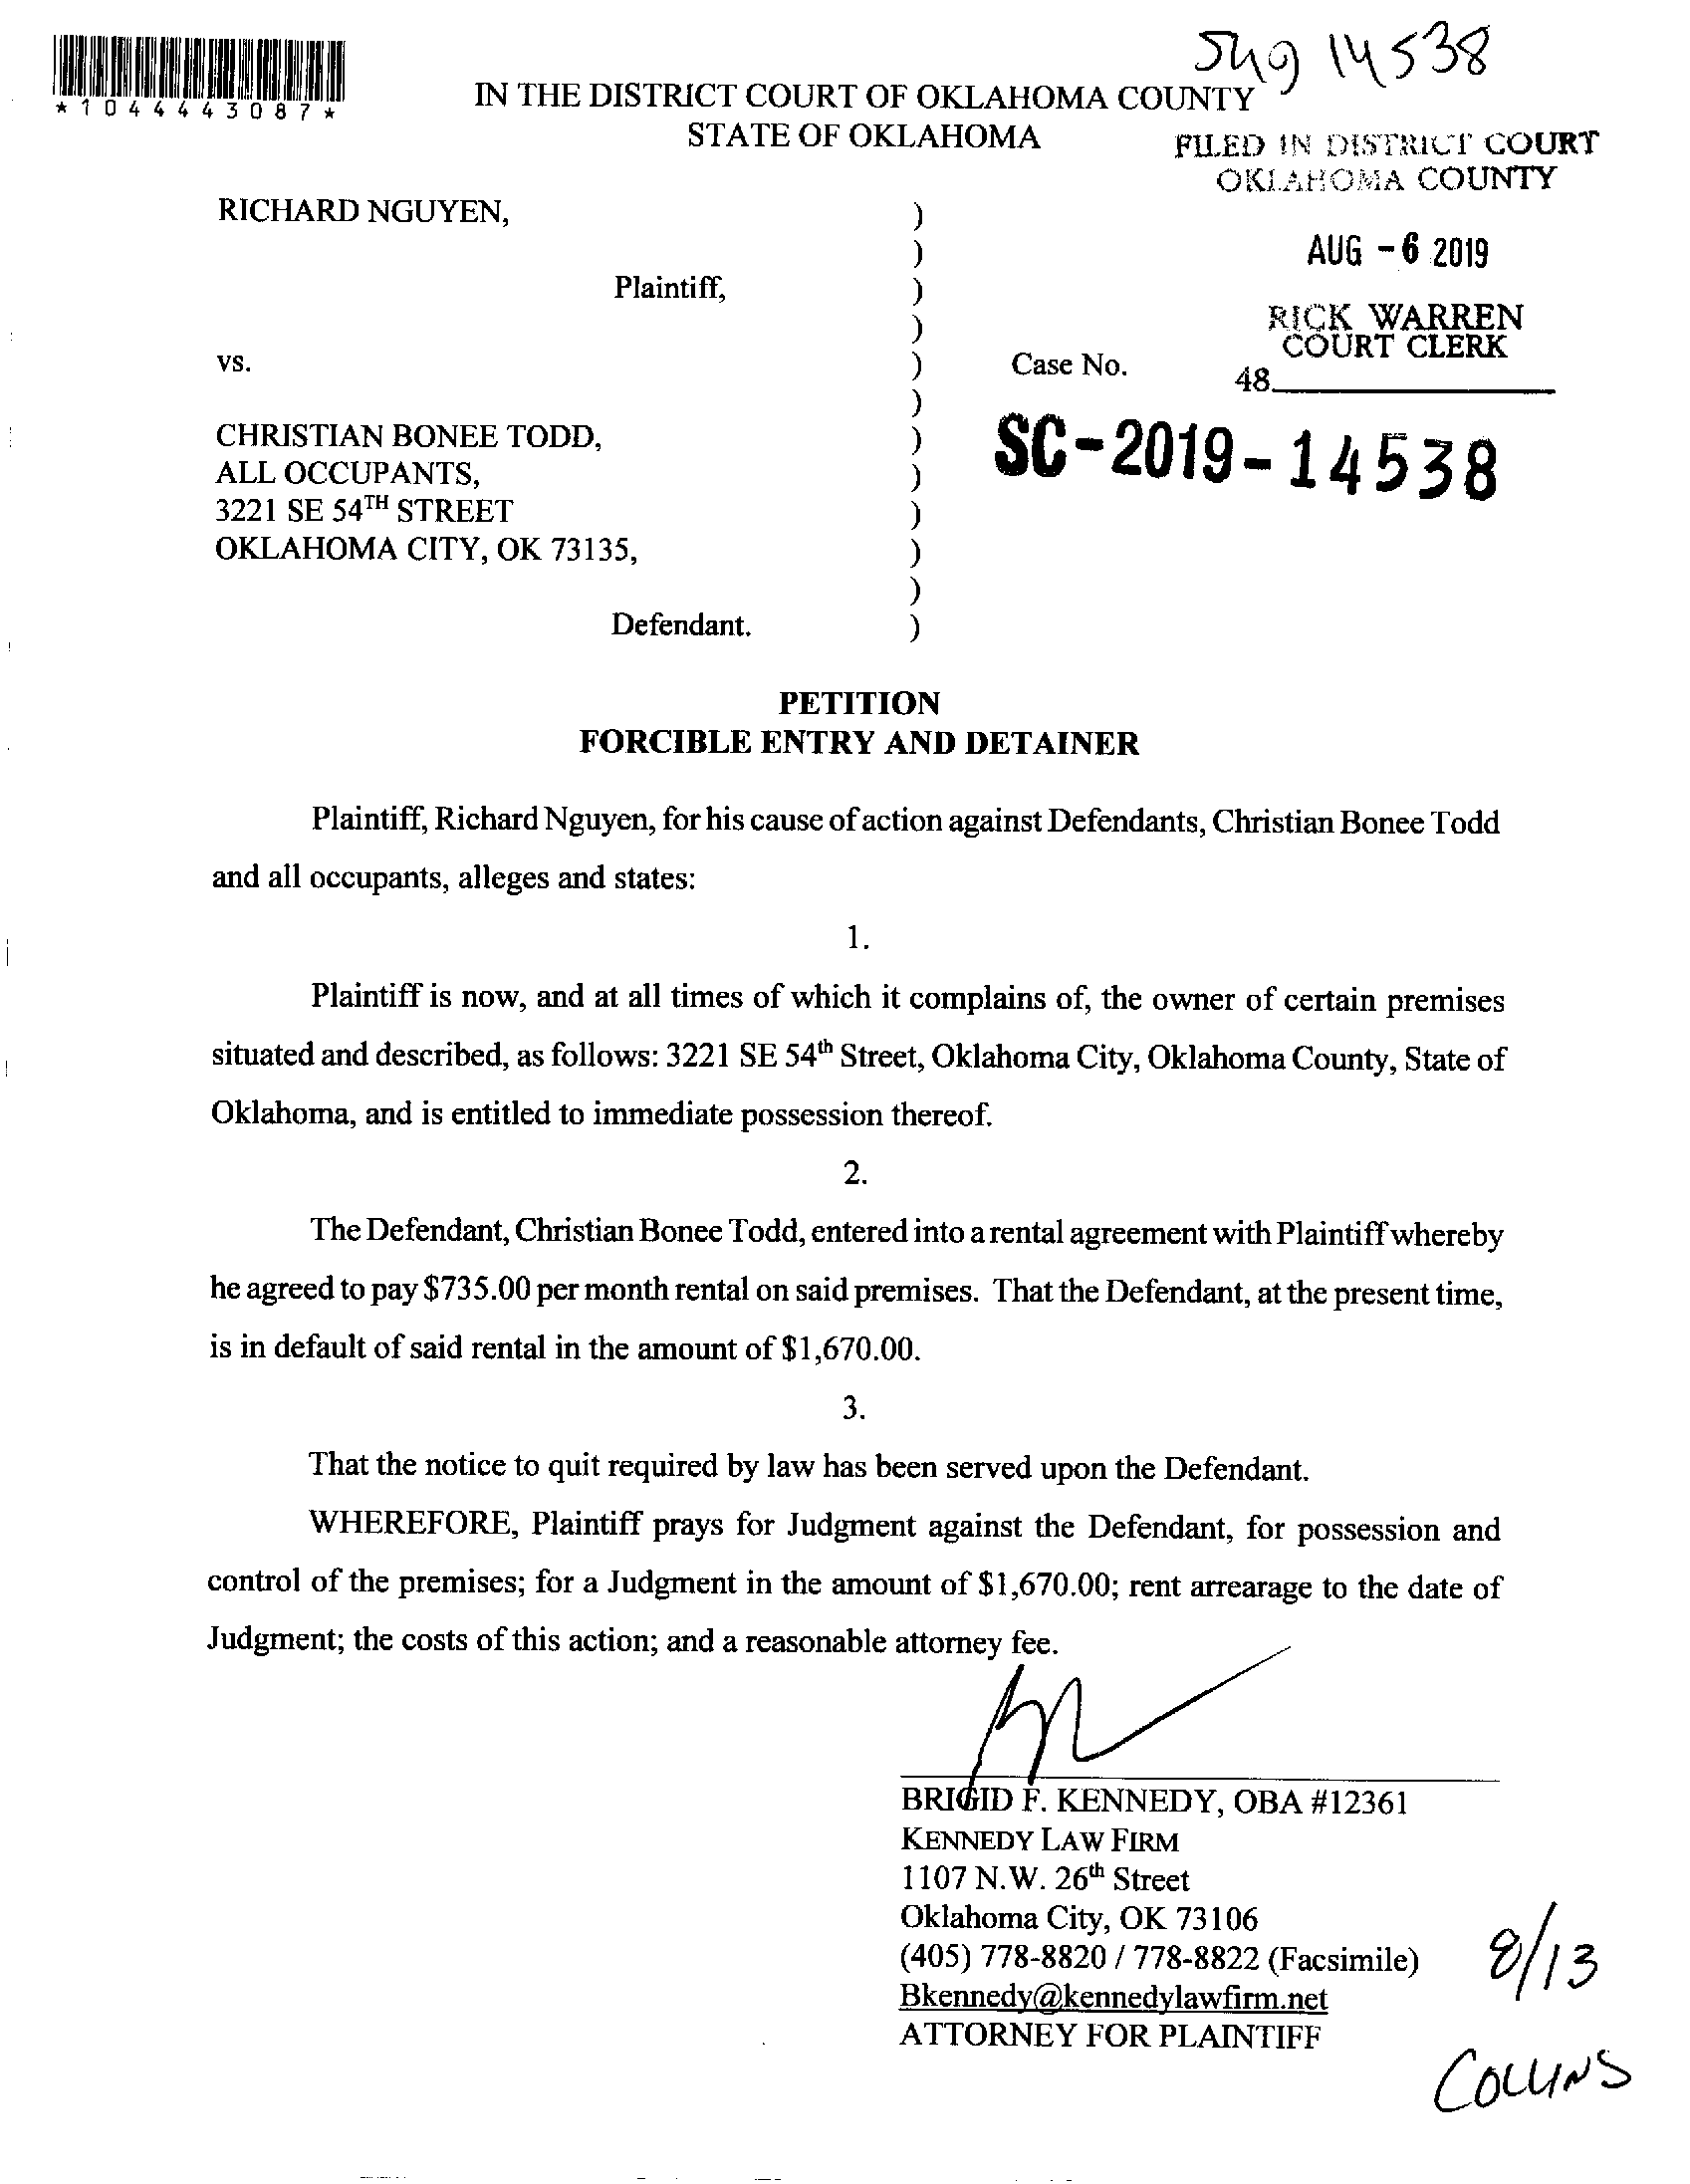 14538
*1044443087*
IN THE DISTRICT COURT OF OKLAHOMA COUNTY
STATE OF OKLAHOMA
FILED IN DISTRICT COURT
OKLAHOMA COUNTY
RICHARD NGUYEN, )
)
AUG -6 2019
Plaintiff, )
)
RICK WARREN
COURT CLERK
vs. ) Case No.
48
)
CHRISTIAN BONEE TODD, )
SC-2019-14538
ALL OCCUPANTS, )
3221 SE 54TH STREET )
OKLAHOMA CITY, OK 73135, )
)
Defendant. )
PETITION
FORCIBLE ENTRY AND DETAINER
Plaintiff, Richard Nguyen, for his cause of action against Defendants, Christian Bonee Todd
and all occupants, alleges and states:
1.
Plaintiff is now, and at all times of which it complains of, the owner of certain premises
situated and described, as follows: 3221 SE 54th Street, Oklahoma City, Oklahoma County, State of
Oklahoma, and is entitled to immediate possession thereof.
2.
The Defendant, Christian Bonee Todd, entered into a rental agreement with Plaintiff whereby
he agreed to pay $735.00 per month rental on said premises. That the Defendant, at the present time,
is in default of said rental in the amount of $1,670.00.
3.
That the notice to quit required by law has been served upon the Defendant.
WHEREFORE, Plaintiff prays for Judgment against the Defendant, for possession and
control of the premises; for a Judgment in the amount of $1,670.00; rent arrearage to the date of
Judgment; the costs of this action; and a reasonable attorney fee.
BRIGID F. KENNEDY, OBA #12361
KENNEDY LAW FIRM
1107 N.W. 26th Street
Oklahoma City, OK 73106
(405) 778-8820 / 778-8822 (Facsimile)
Bkennedy@kennedylawfirm.net
ATTORNEY FOR PLAINTIFF
8/13
COLLINS